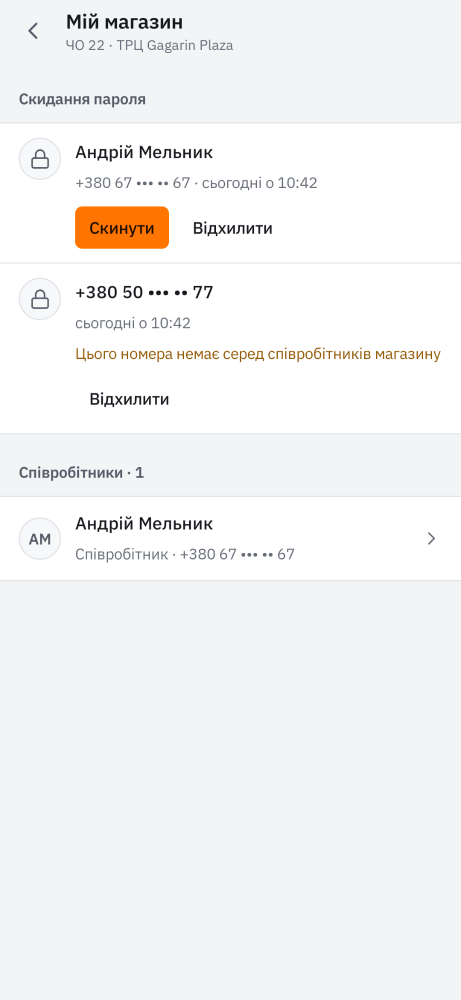 Мій магазин
ЧО 22 · ТРЦ Gagarin Plaza
Скидання пароля
Андрій Мельник
+380 67 ••• •• 67 · сьогодні о 10:42
Скинути Відхилити
+380 50 ••• •• 77
сьогодні о 10:42
Цього номера немає серед співробітників магазину
Відхилити
Співробітники · 1
АМ
Андрій Мельник
Співробітник · +380 67 ••• •• 67